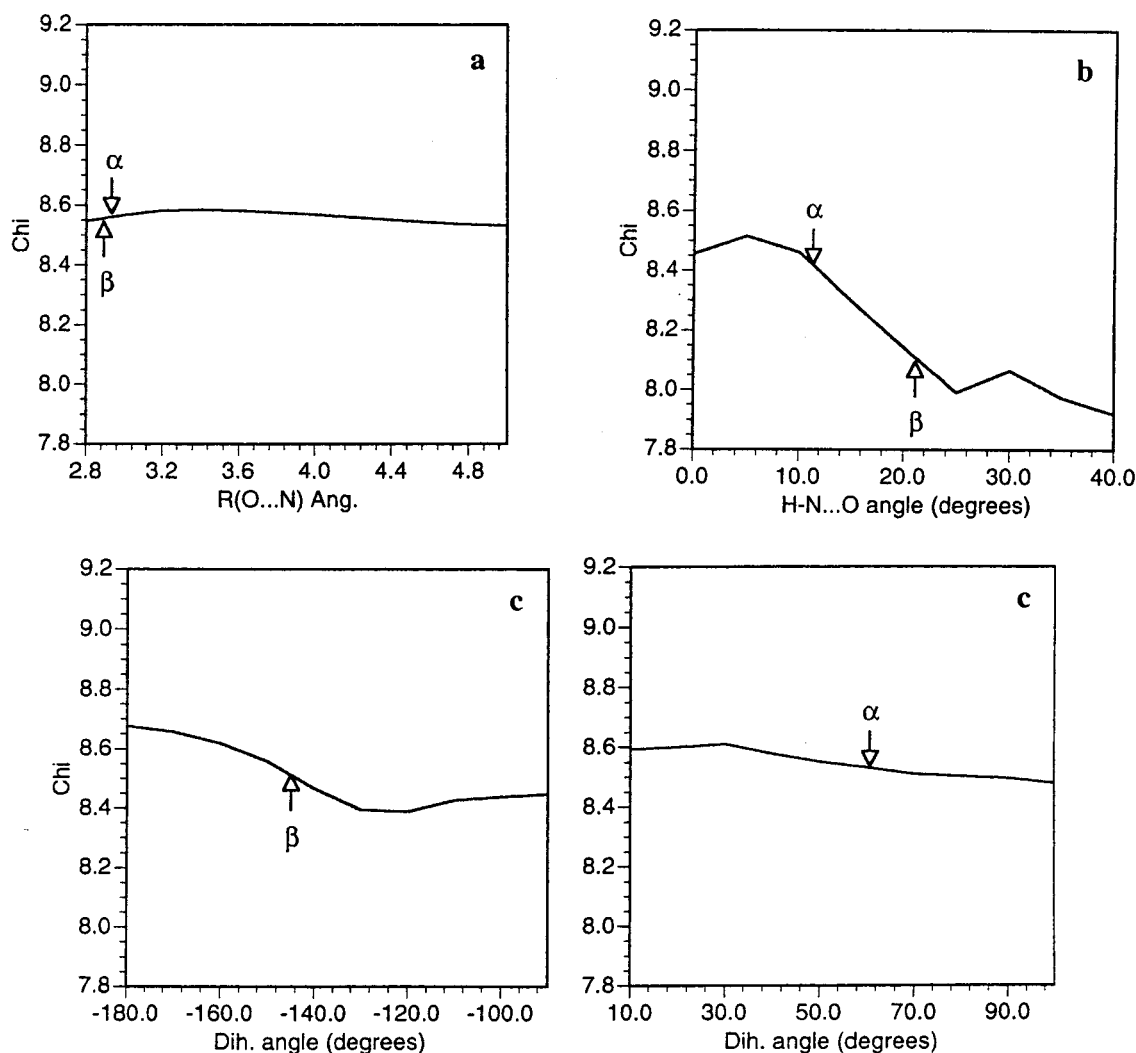 a
9.2
9.0
8.8
8.6
8.4
8.2
8.0
7.8
Chi
α
β
2.8 3.2 3.6 4.0 4.4 4.8
R(O...N) Ang.
b
9.2
9.0
8.8
8.6
8.4
8.2
8.0
7.8
Chi
α
β
0.0 10.0 20.0 30.0 40.0
H-N...O angle (degrees)
c
9.2
9.0
8.8
8.6
8.4
8.2
8.0
7.8
Chi
β
-180.0 -160.0 -140.0 -120.0 -100.0
Dih. angle (degrees)
c
9.2
9.0
8.8
8.6
8.4
8.2
8.0
7.8
α
10.0 30.0 50.0 70.0 90.0
Dih. angle (degrees)